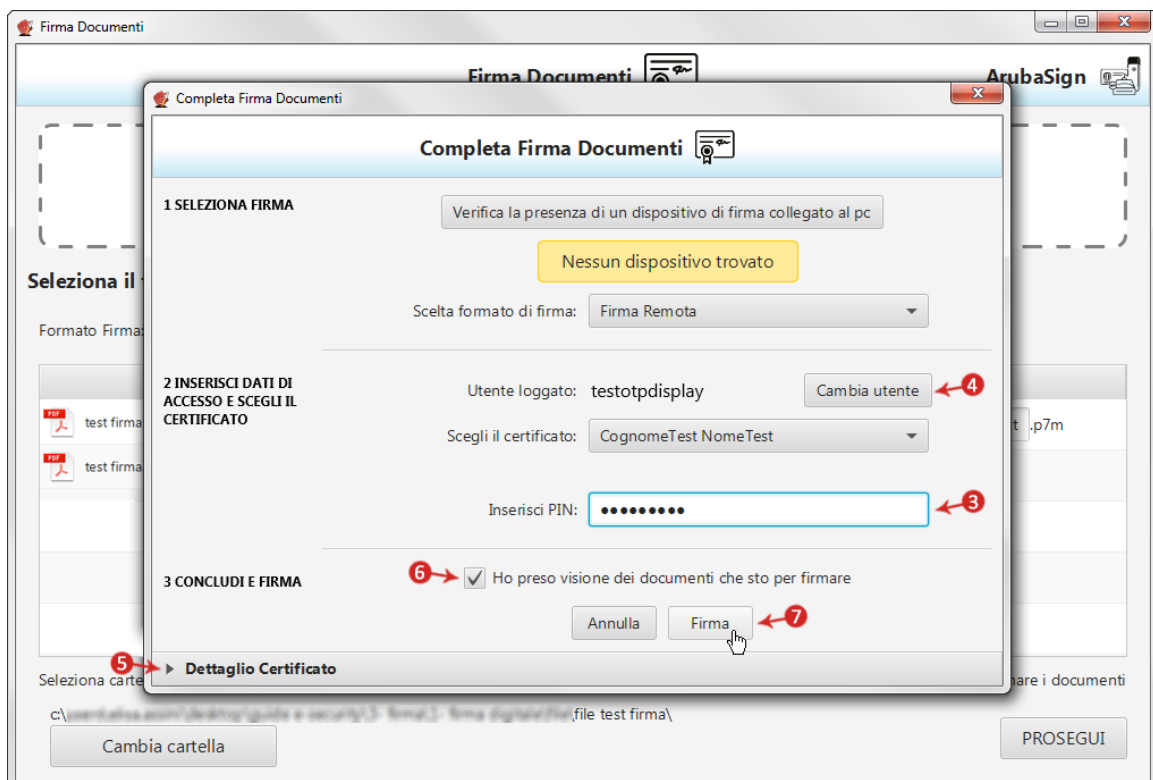 Firma Documenti
Firma Documenti
ArubaSign
Completa Firma Documenti
Completa Firma Documenti
1 SELEZIONA FIRMA
Verifica la presenza di un dispositivo di firma collegato al pc
Nessun dispositivo trovato
Seleziona il
Scelta formato di firma: Firma Remota
Formato Firma:
2 INSERISCI DATI DI
ACCESSO E SCEGLI IL
CERTIFICATO
Utente loggato: testotpdisplay Cambia utente 4
PDF test firma t .p7m
Scegli il certificato: CognomeTest NomeTest
PDF test firma
Inserisci PIN: ●●●●●●●●● 3
3 CONCLUDI E FIRMA
6 Ho preso visione dei documenti che sto per firmare
Annulla Firma 7
5 Dettaglio Certificato
Seleziona carte nare i documenti
c:\ \file test firma\
Cambia cartella PROSEGUI